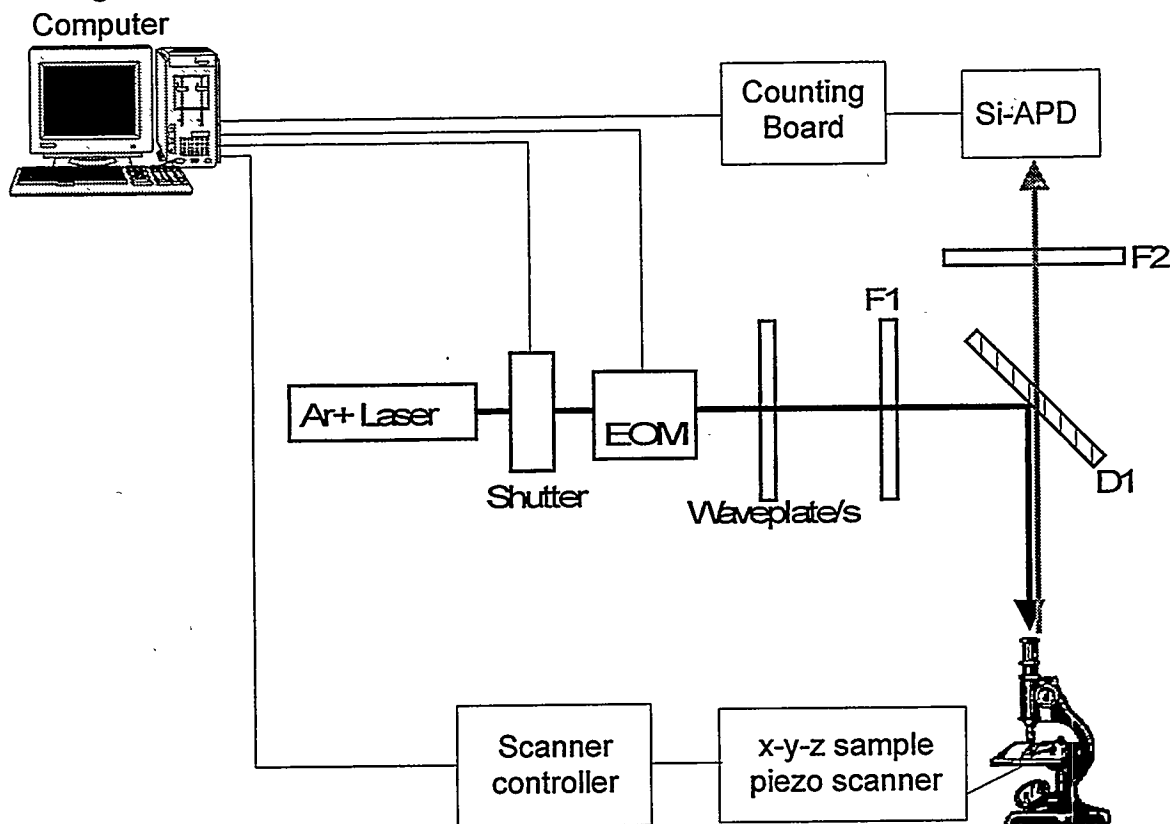 Computer
Counting
Board
Si-APD
F2
F1
Ar+ Laser
EOM
D1
Shutter
Waveplate/s
Scanner
controller
x-y-z sample
piezo scanner